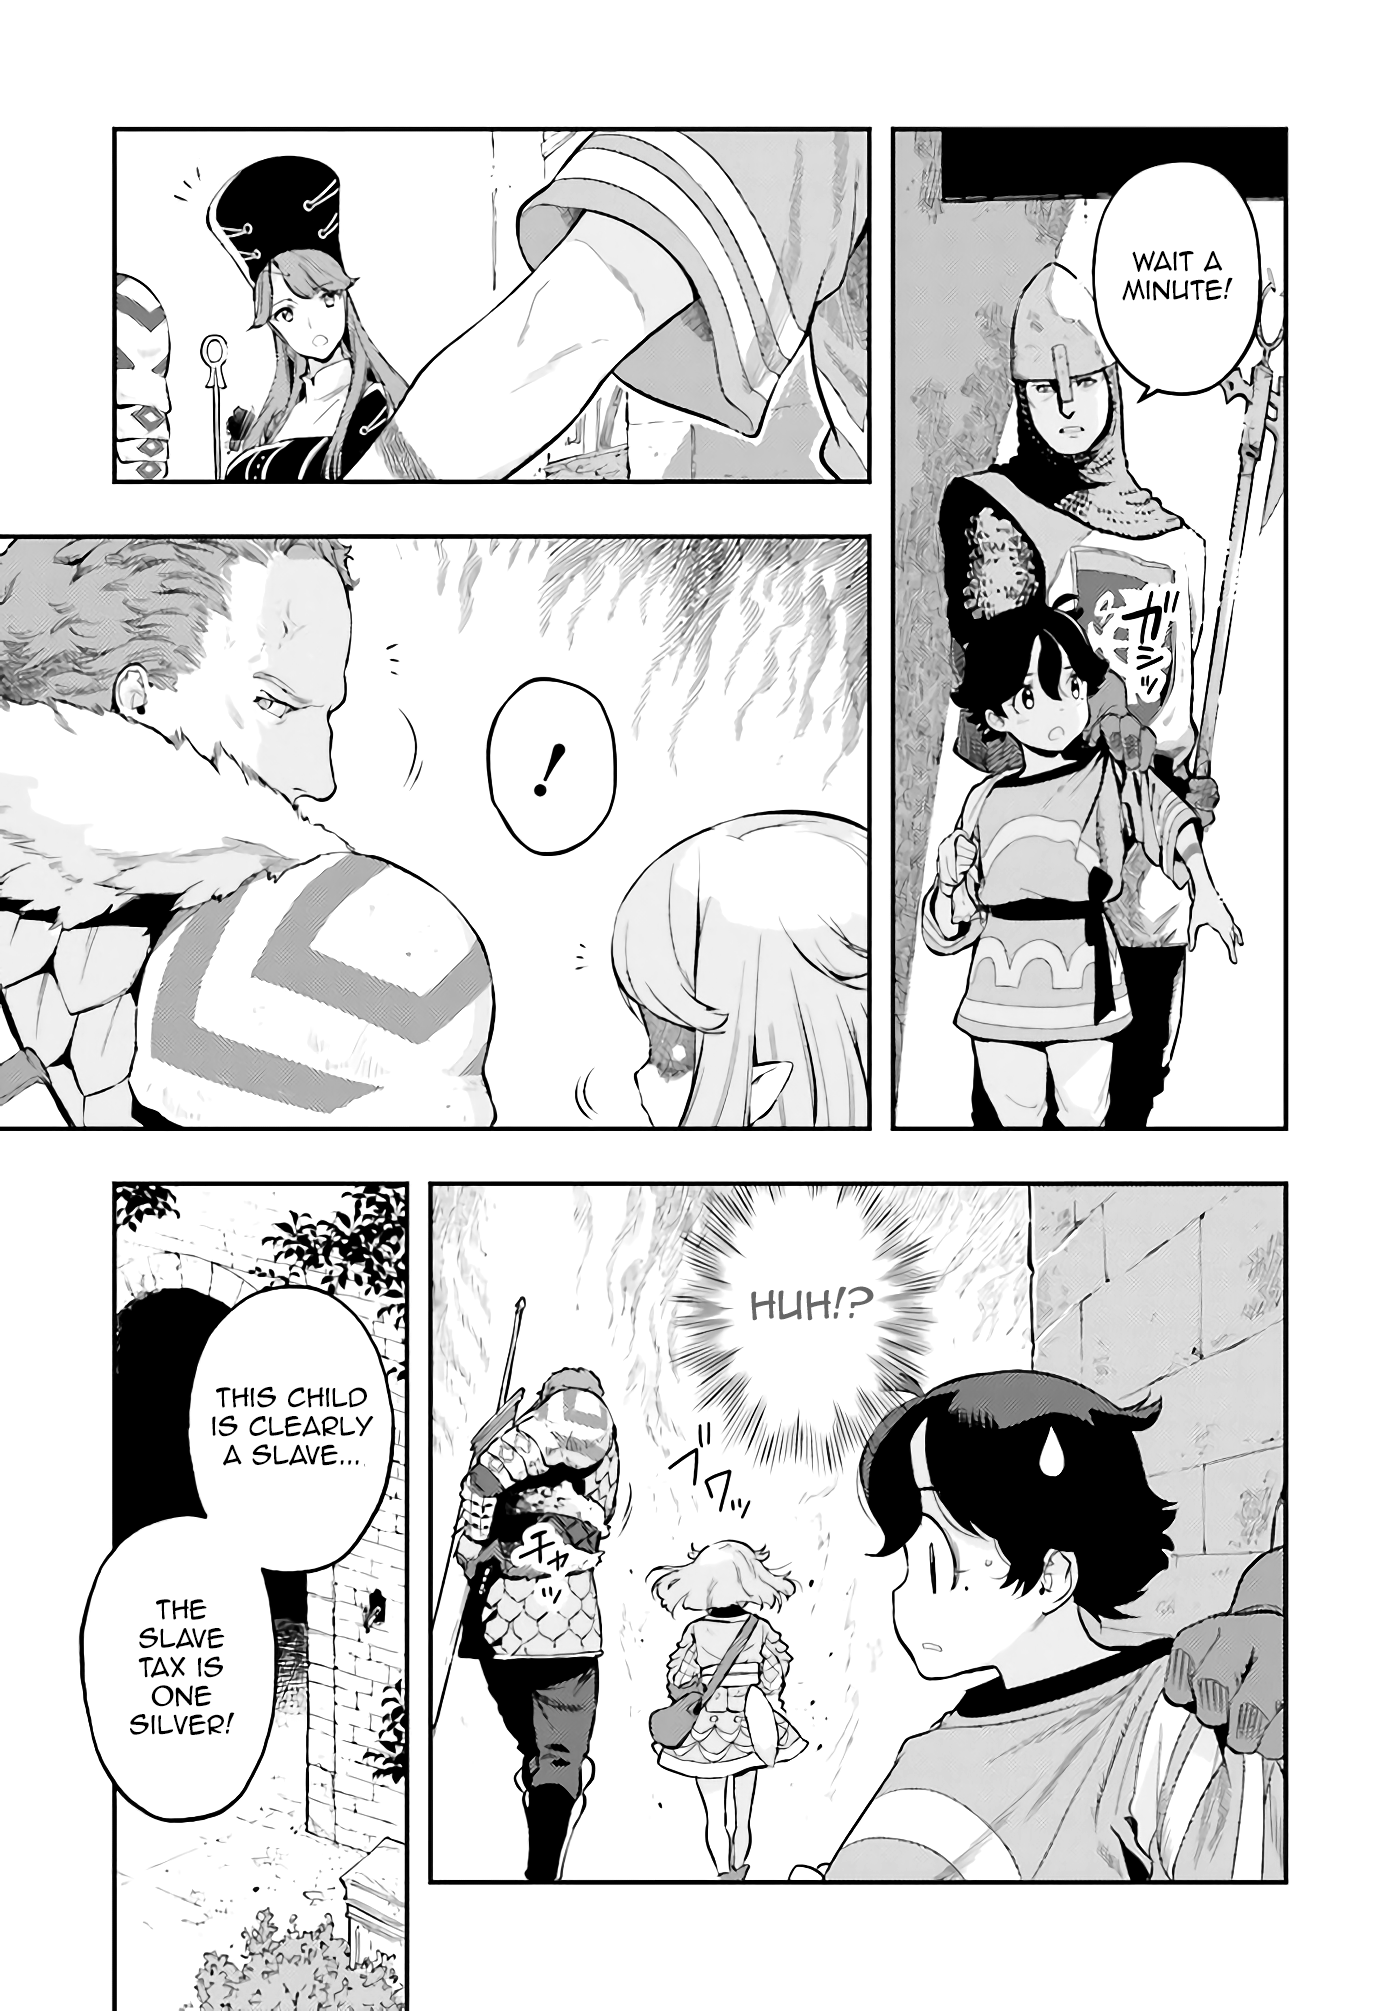 WAIT A
MINUTE!
ガシッ
!
HUH!?
ブワッ
チャッ
THIS CHILD
IS CLEARLY
A SLAVE...
THE
SLAVE
TAX IS
ONE
SILVER!